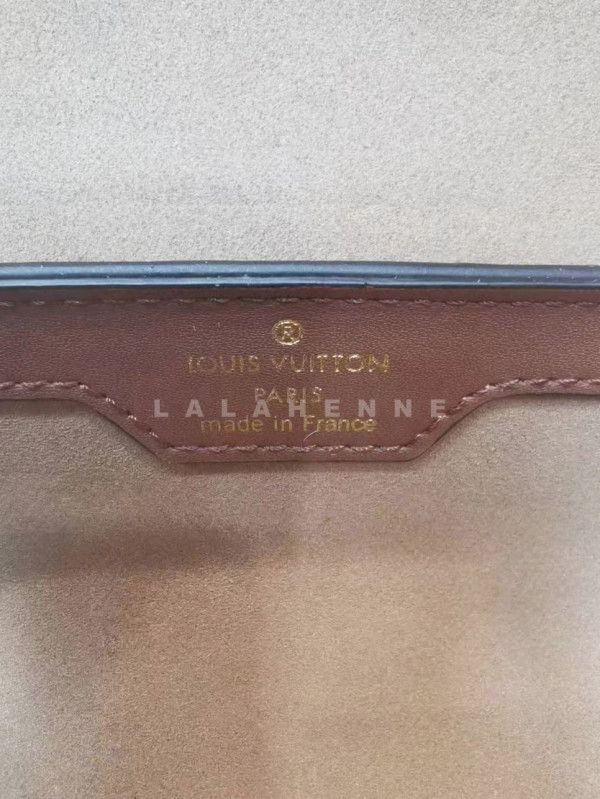 ®
LOUIS VUITTON
PARIS
LALAHENNE
made in France